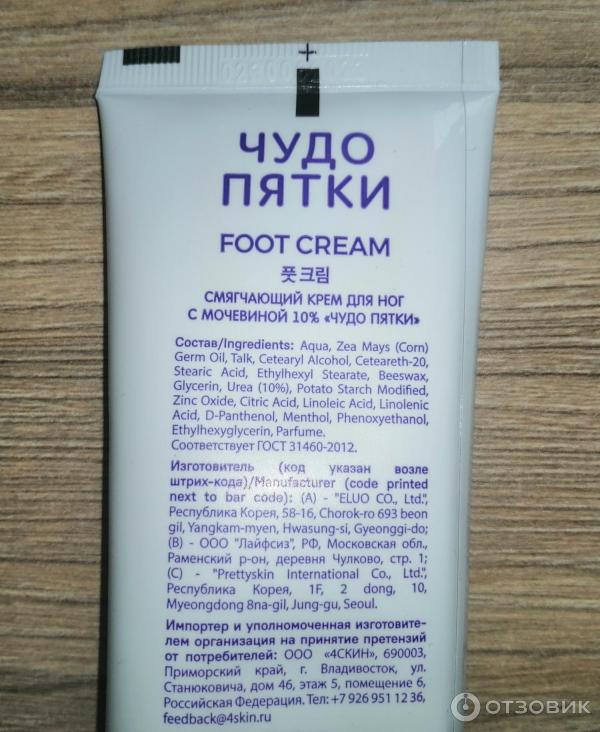 ЧУДО
ПЯТКИ
FOOT CREAM
풋크림
СМЯГЧАЮЩИЙ КРЕМ ДЛЯ НОГ
С МОЧЕВИНОЙ 10% «ЧУДО ПЯТКИ»
Состав/Ingredients: Aqua, Zea Mays (Corn)
Germ Oil, Talk, Cetearyl Alcohol, Ceteareth-20,
Stearic Acid, Ethylhexyl Stearate, Beeswax,
Glycerin, Urea (10%), Potato Starch Modified,
Zinc Oxide, Citric Acid, Linoleic Acid, Linolenic
Acid, D-Panthenol, Menthol, Phenoxyethanol,
Ethylhexyglycerin, Parfume.
Соответствует ГОСТ 31460-2012.
Изготовитель (код указан возле
штрих-кода)/Manufacturer (code printed
next to bar code): (A) - "ELUO CO., Ltd.",
Республика Корея, 58-16, Chorok-ro 693 beon
gil, Yangkam-myen, Hwasung-si, Gyeonggi-do;
(B) - ООО "Лайфсиз", РФ, Московская обл.,
Раменский р-он, деревня Чулково, стр. 1;
(C) - "Prettyskin International Co., Ltd.",
Республика Корея, 1F, 2 dong, 10,
Myeongdong 8na-gil, Jung-gu, Seoul.
Импортер и уполномоченная изготовите-
лем организация на принятие претензий
от потребителей: ООО «4СКИН», 690003,
Приморский край, г. Владивосток, ул.
Станюковича, дом 46, этаж 5, помещение 6,
Российская Федерация. Тел.:+7 926 951 12 36,
feedback@4skin.ru
ОТЗОВИК